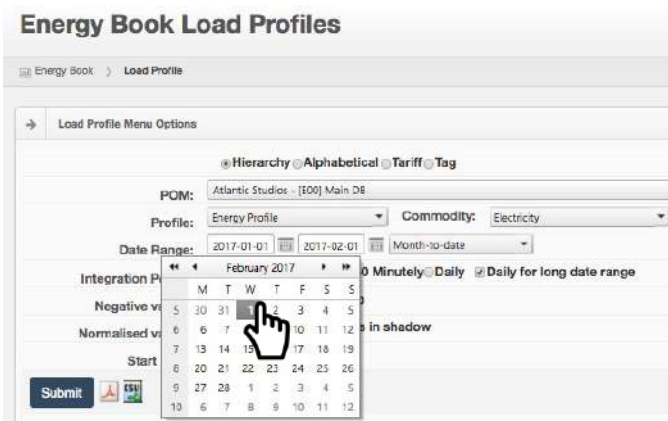 Energy Book Load Profiles
Energy Book > Load Profile
Load Profile Menu Options
Hierarchy Alphabetical Tariff Tag
POM: Atlantic Studios - [E00] Main DB
Profile: Energy Profile Commodity: Electricity
Date Range: 2017-01-01 2017-02-01 Month-to-date
February 2017
Integration 0 Minutely Daily Daily for long date range
M T W T F S S
Negative
5 30 31 1 2 3 4 5
6 6 7 10 11 12 in shadow
Normalised
7 13 14 15 17 18 19
Start
8 20 21 22 23 24 25 26
Submit CSV
9 27 28 1 2 3 4 5
10 6 7 8 9 10 11 12